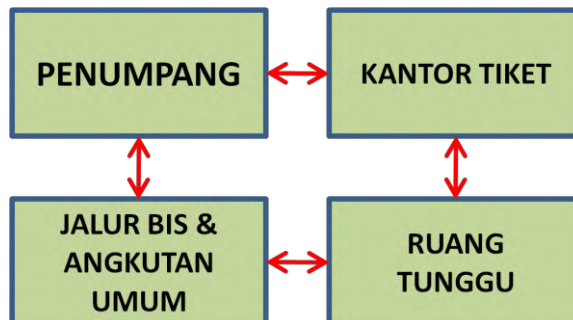 PENUMPANG
KANTOR TIKET
JALUR BIS &
ANGKUTAN
UMUM
RUANG
TUNGGU